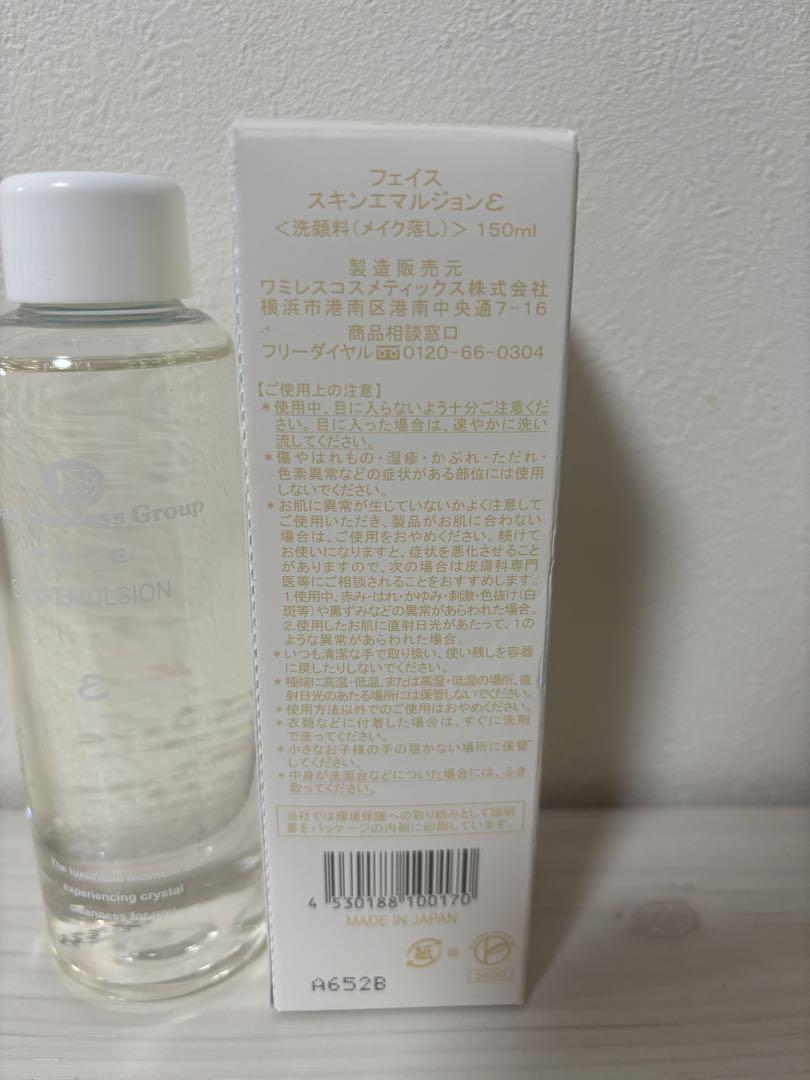 フェイス
スキンエマルジョンε
＜洗顔料(メイク落し)＞ 150ml
製造販売元
ワミレスコスメティックス株式会社
横浜市港南区港南中央通7-16
商品相談窓口
フリーダイヤル 0120-66-0304
【ご使用上の注意】
＊使用中、目に入らないよう十分ご注意くだ
さい。目に入った場合は、速やかに洗い
流してください。
＊傷やはれもの・湿疹・かぶれ・ただれ・
色素異常などの症状がある部位には使用
しないでください。
＊お肌に異常が生じていないかよく注意して
ご使用いただき、製品がお肌に合わない
場合は、ご使用をおやめください。続けて
お使いになりますと、症状を悪化させること
がありますので、次の場合は皮膚科専門
医等にご相談されることをおすすめします。
1.使用中、赤み・はれ・かゆみ・刺激・色抜け(白
斑等)や黒ずみなどの異常があらわれた場合。
2.使用したお肌に直射日光があたって、1の
ような異常があらわれた場合。
＊いつも清潔な手で取り扱い、使い残しを容器
に戻したりしないでください。
＊極端に高温・低温、または高湿・低湿の場所、直
射日光のあたる場所には保管しないでください。
＊使用方法以外でのご使用はおやめください。
＊衣類などに付着した場合は、すぐに洗剤
で洗ってください。
＊小さなお子様の手の届かない場所に保管
してください。
＊中身が洗面台などについた場合には、ふき
取ってください。
当社では環境保護への取り組みとして説明
書をパッケージの内側に印刷しています。
4 530188 100170
MADE IN JAPAN
紙 箱
A652B
Group
EMULSION
ε
The luxurious moment
experiencing crystal
cleanness for you